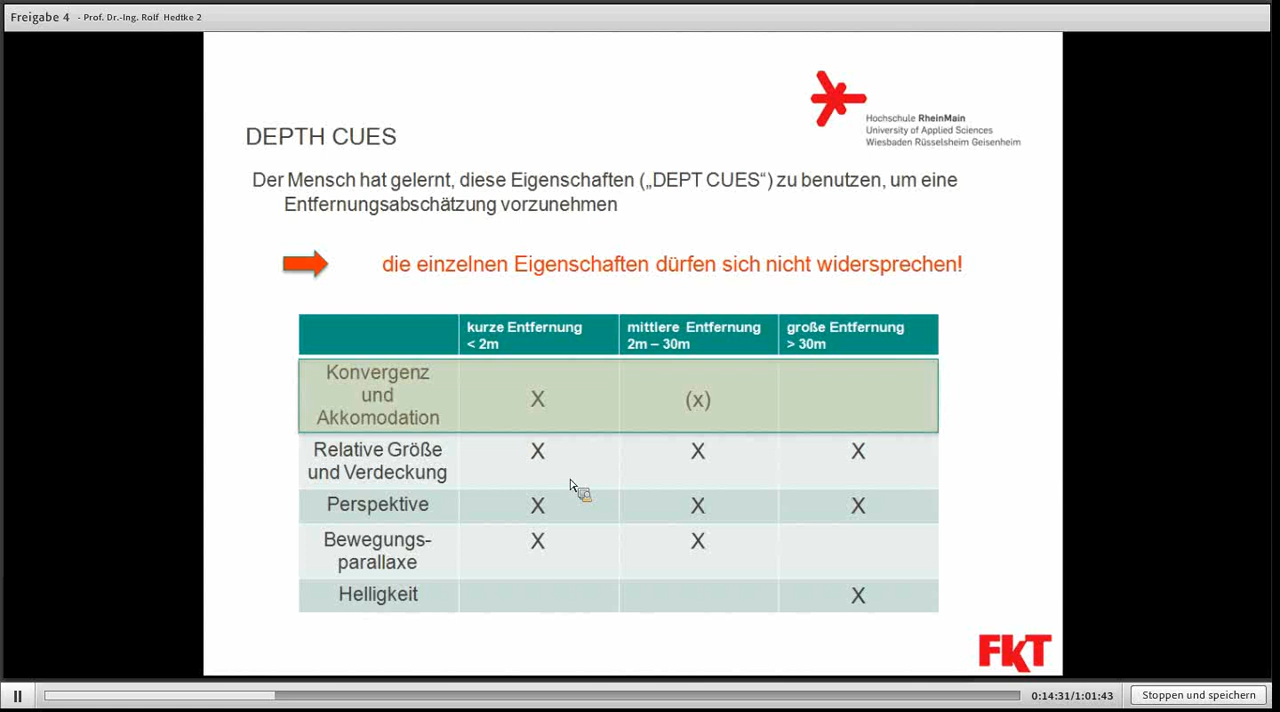 Freigabe 4 - Prof. Dr.-Ing. Rolf Hedtke 2
Hochschule RheinMain
University of Applied Sciences
Wiesbaden Rüsselsheim Geisenheim
DEPTH CUES
Der Mensch hat gelernt, diese Eigenschaften („DEPT CUES“) zu benutzen, um eine
Entfernungsabschätzung vorzunehmen
die einzelnen Eigenschaften dürfen sich nicht widersprechen!
kurze Entfernung mittlere Entfernung große Entfernung
< 2m 2m – 30m > 30m
Konvergenz
und
Akkomodation X (x)
Relative Größe
und Verdeckung X X X
Perspektive X X X
Bewegungs-
parallaxe X X
Helligkeit X
FKT
0:14:31/1:01:43 Stoppen und speichern